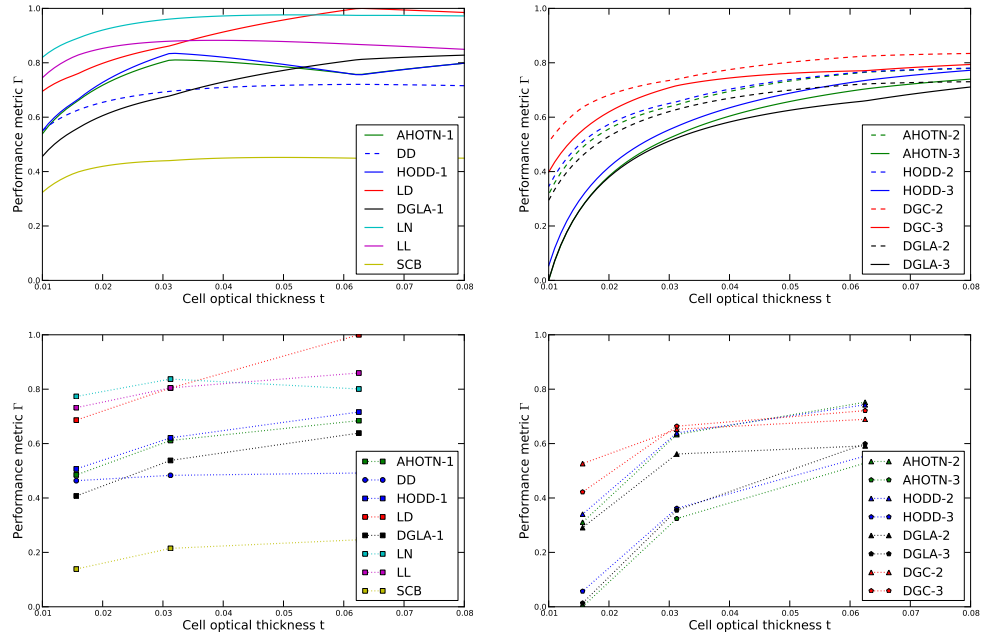 1.0
0.8
0.6
0.4
0.2
0.0
Performance metric Γ
AHOTN-1
DD
HODD-1
LD
DGLA-1
LN
LL
SCB
0.01 0.02 0.03 0.04 0.05 0.06 0.07 0.08
Cell optical thickness t
1.0
0.8
0.6
0.4
0.2
0.0
Performance metric Γ
AHOTN-2
AHOTN-3
HODD-2
HODD-3
DGC-2
DGC-3
DGLA-2
DGLA-3
0.01 0.02 0.03 0.04 0.05 0.06 0.07 0.08
Cell optical thickness t
1.0
0.8
0.6
0.4
0.2
0.0
Performance metric Γ
AHOTN-1
DD
HODD-1
LD
DGLA-1
LN
LL
SCB
0.01 0.02 0.03 0.04 0.05 0.06 0.07 0.08
Cell optical thickness t
1.0
0.8
0.6
0.4
0.2
0.0
Performance metric Γ
AHOTN-2
AHOTN-3
HODD-2
HODD-3
DGLA-2
DGLA-3
DGC-2
DGC-3
0.01 0.02 0.03 0.04 0.05 0.06 0.07 0.08
Cell optical thickness t